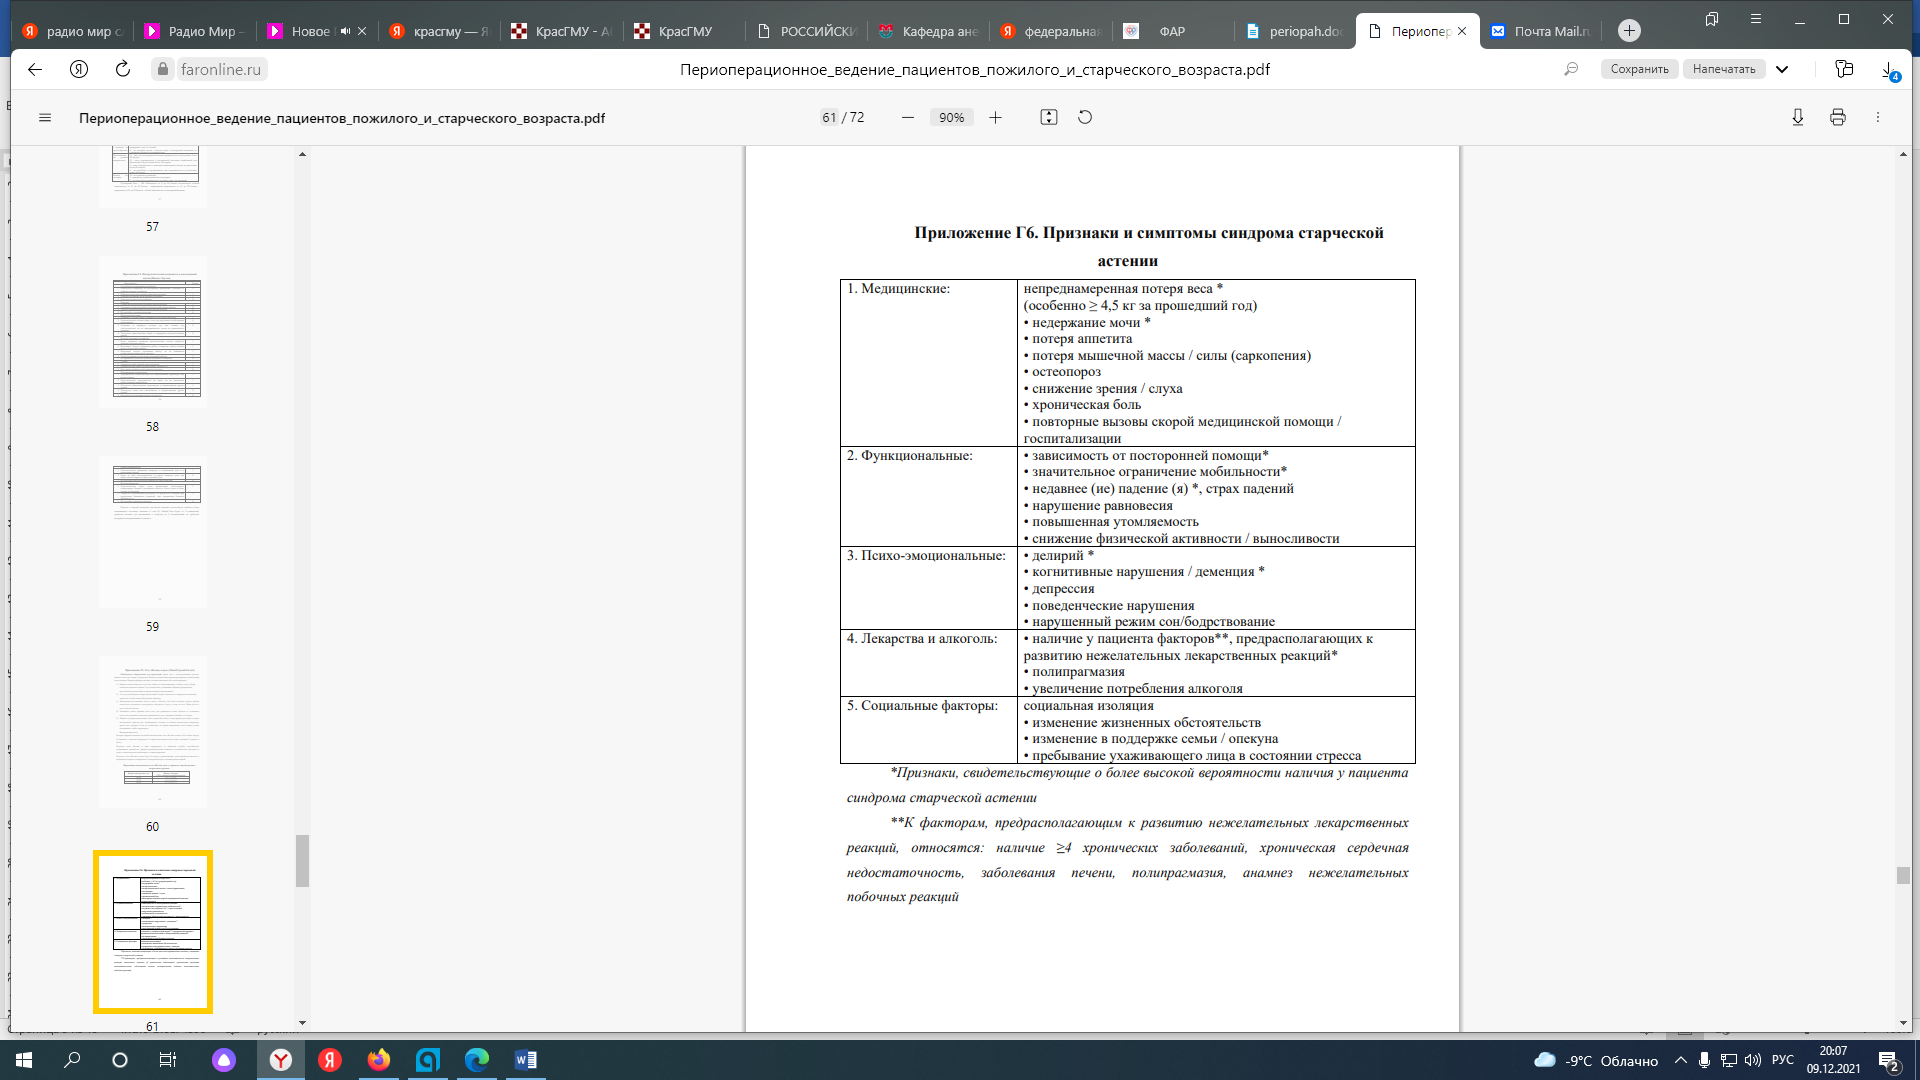 радио мир сл
Радио Мир –
Новое
красгму — Я
КрасГМУ - А
КрасГМУ
РОССИЙСКИ
Кафедра ане
федеральная
ФАР
periopah.doc
Периопер
Почта Mail.ru
faronline.ru
Периоперационное_ведение_пациентов_пожилого_и_старческого_возраста.pdf
Сохранить
Напечатать
4
Периоперационное_ведение_пациентов_пожилого_и_старческого_возраста.pdf
61 / 72
90%
57
58
59
60
61
Приложение Г6. Признаки и симптомы синдрома старческой
астении
1. Медицинские:
непреднамеренная потеря веса *
(особенно ≥ 4,5 кг за прошедший год)
• недержание мочи *
• потеря аппетита
• потеря мышечной массы / силы (саркопения)
• остеопороз
• снижение зрения / слуха
• хроническая боль
• повторные вызовы скорой медицинской помощи /
госпитализации
2. Функциональные:
• зависимость от посторонней помощи*
• значительное ограничение мобильности*
• недавнее (ие) падение (я) *, страх падений
• нарушение равновесия
• повышенная утомляемость
• снижение физической активности / выносливости
3. Психо-эмоциональные:
• делирий *
• когнитивные нарушения / деменция *
• депрессия
• поведенческие нарушения
• нарушенный режим сон/бодрствование
4. Лекарства и алкоголь:
• наличие у пациента факторов**, предрасполагающих к
развитию нежелательных лекарственных реакций*
• полипрагмазия
• увеличение потребления алкоголя
5. Социальные факторы:
социальная изоляция
• изменение жизненных обстоятельств
• изменение в поддержке семьи / опекуна
• пребывание ухаживающего лица в состоянии стресса
*Признаки, свидетельствующие о более высокой вероятности наличия у пациента
синдрома старческой астении
**К факторам, предрасполагающим к развитию нежелательных лекарственных
реакций, относятся: наличие ≥4 хронических заболеваний, хроническая сердечная
недостаточность, заболевания печени, полипрагмазия, анамнез нежелательных
побочных реакций
-9°C Облачно
РУС
20:07
09.12.2021
2